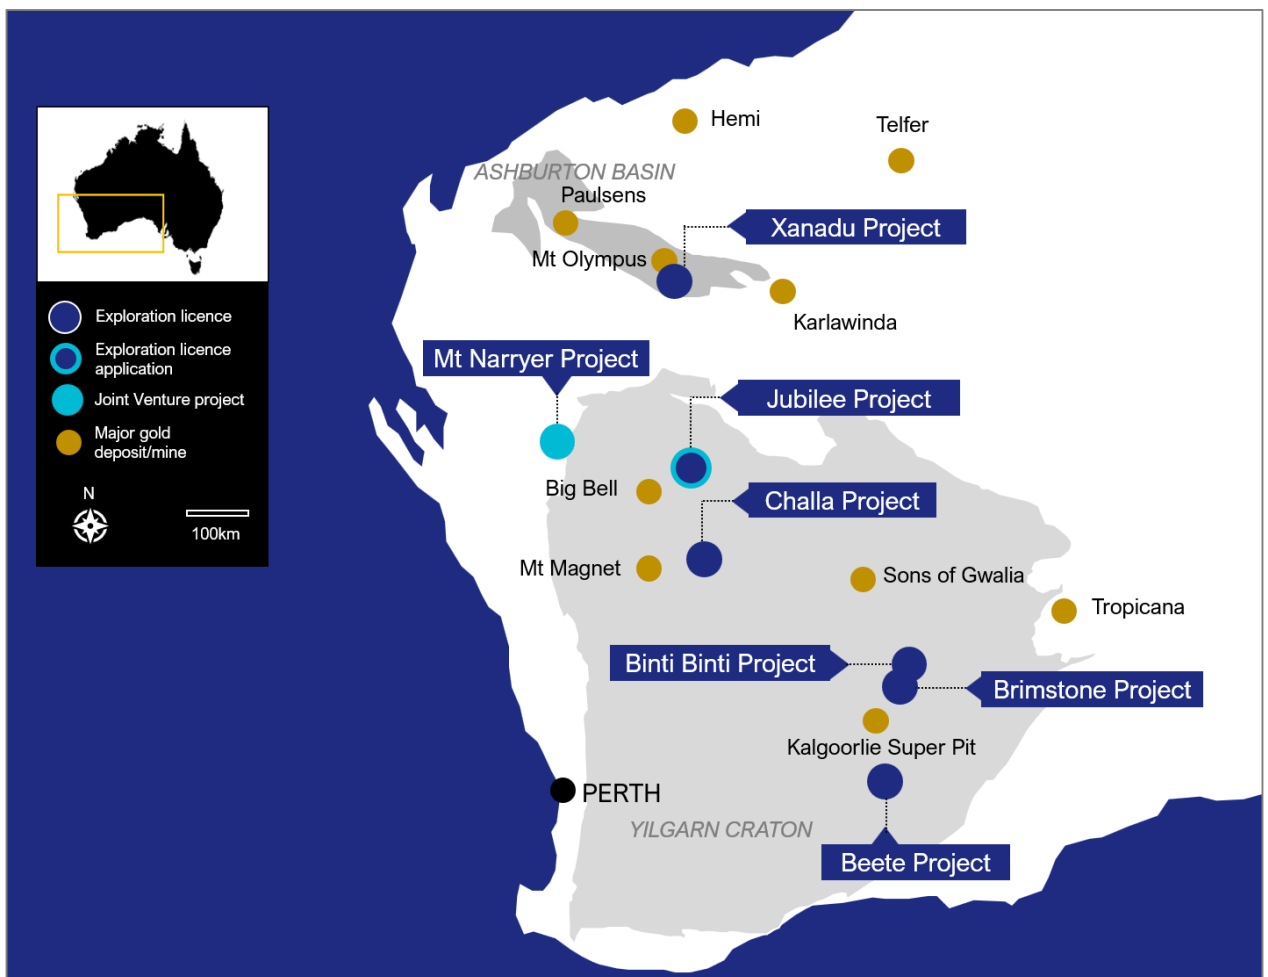 Hemi
Telfer
ASHBURTON BASIN
Paulsens
Xanadu Project
Mt Olympus
Karlawinda
Exploration licence
Exploration licence
application
Joint Venture project
Major gold
deposit/mine
N
100km
Mt Narryer Project
Jubilee Project
Big Bell
Challa Project
Mt Magnet
Sons of Gwalia
Tropicana
Binti Binti Project
Brimstone Project
Kalgoorlie Super Pit
PERTH
YILGARN CRATON
Beete Project